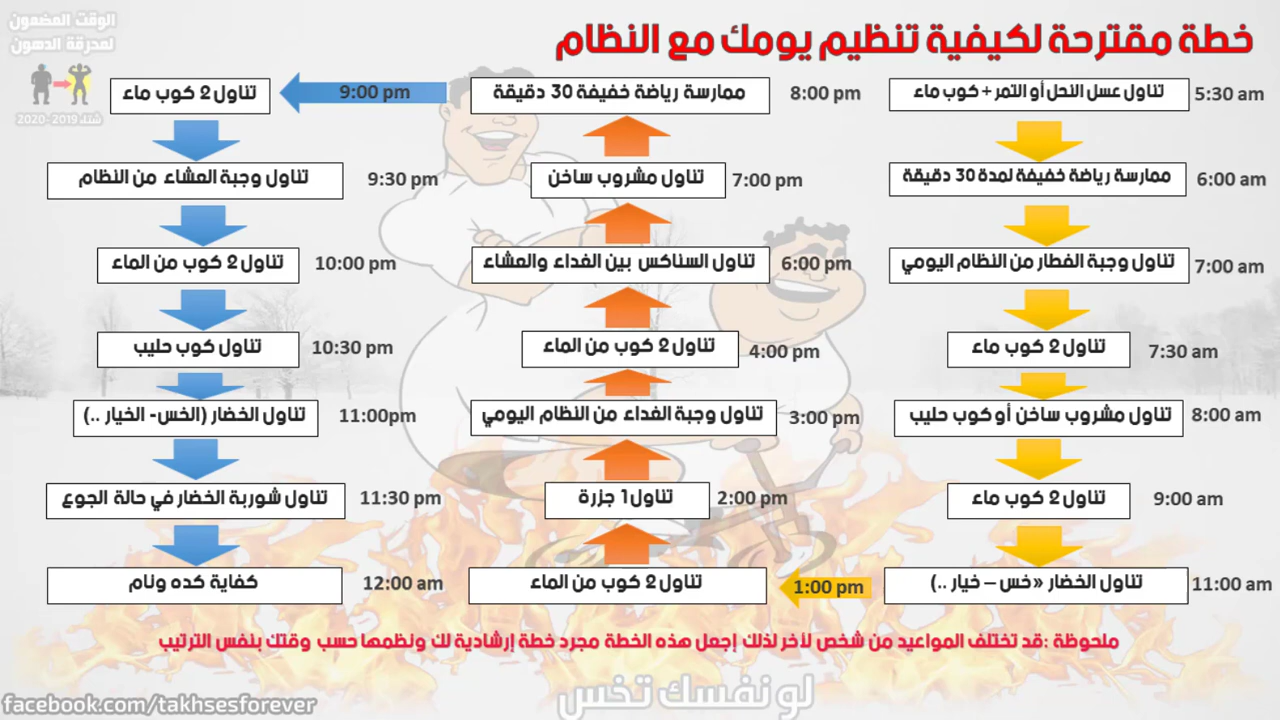 خطة مقترحة لكيفية تنظيم يومك مع النظام
الوقت المضمون
لمدرقة الدهون
شتاء 2019-2020
5:30 am
تناول عسل النحل أو التمر + كوب ماء
6:00 am
ممارسة رياضة خفيفة لمدة 30 دقيقة
7:00 am
تناول وجبة الفطار من النظام اليومي
7:30 am
تناول 2 كوب ماء
8:00 am
تناول مشروب ساخن أو كوب حليب
9:00 am
تناول 2 كوب ماء
11:00 am
تناول الخضار «خس – خيار ..)
1:00 pm
تناول 2 كوب من الماء
2:00 pm
تناول 1 جزرة
3:00 pm
تناول وجبة الغداء من النظام اليومي
4:00 pm
تناول 2 كوب من الماء
6:00 pm
تناول السناكس بين الغداء والعشاء
7:00 pm
تناول مشروب ساخن
8:00 pm
ممارسة رياضة خفيفة 30 دقيقة
9:00 pm
تناول 2 كوب ماء
9:30 pm
تناول وجبة العشاء من النظام
10:00 pm
تناول 2 كوب من الماء
10:30 pm
تناول كوب حليب
11:00pm
تناول الخضار (الخس- الخيار ..)
11:30 pm
تناول شوربة الخضار في حالة الجوع
12:00 am
كفاية كده ونام
ملحوظة :قد تختلف المواعيد من شخص لأخر لذلك إجعل هذه الخطة مجرد خطة إرشادية لك ونظمها حسب وقتك بنفس الترتيب
لو نفسك تخس
facebook.com/takhsesforever